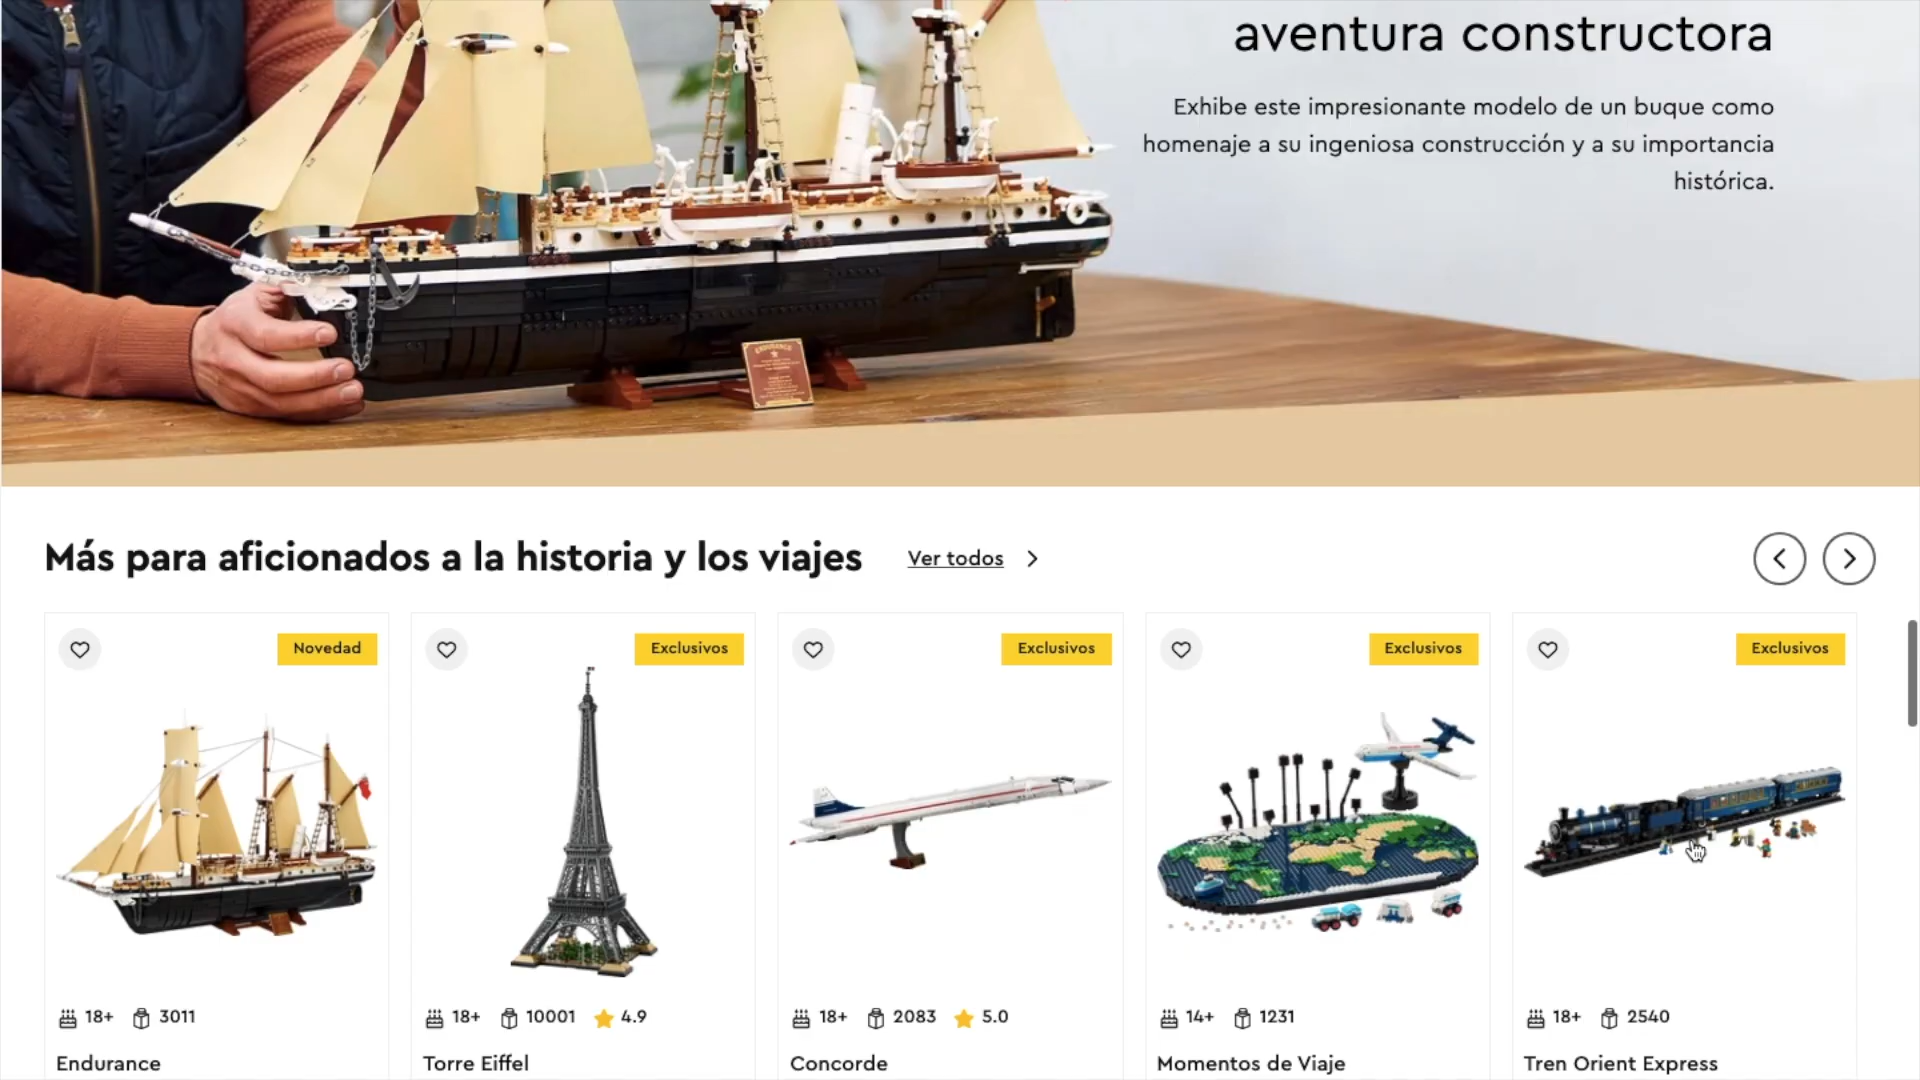 aventura constructora
Exhibe este impresionante modelo de un buque como
homenaje a su ingeniosa construcción y a su importancia
histórica.
ENDURANCE
Más para aficionados a la historia y los viajes
Ver todos
Novedad
Exclusivos
Exclusivos
Exclusivos
Exclusivos
18+ 3011
18+ 10001 4.9
18+ 2083 5.0
14+ 1231
18+ 2540
Endurance
Torre Eiffel
Concorde
Momentos de Viaje
Tren Orient Express